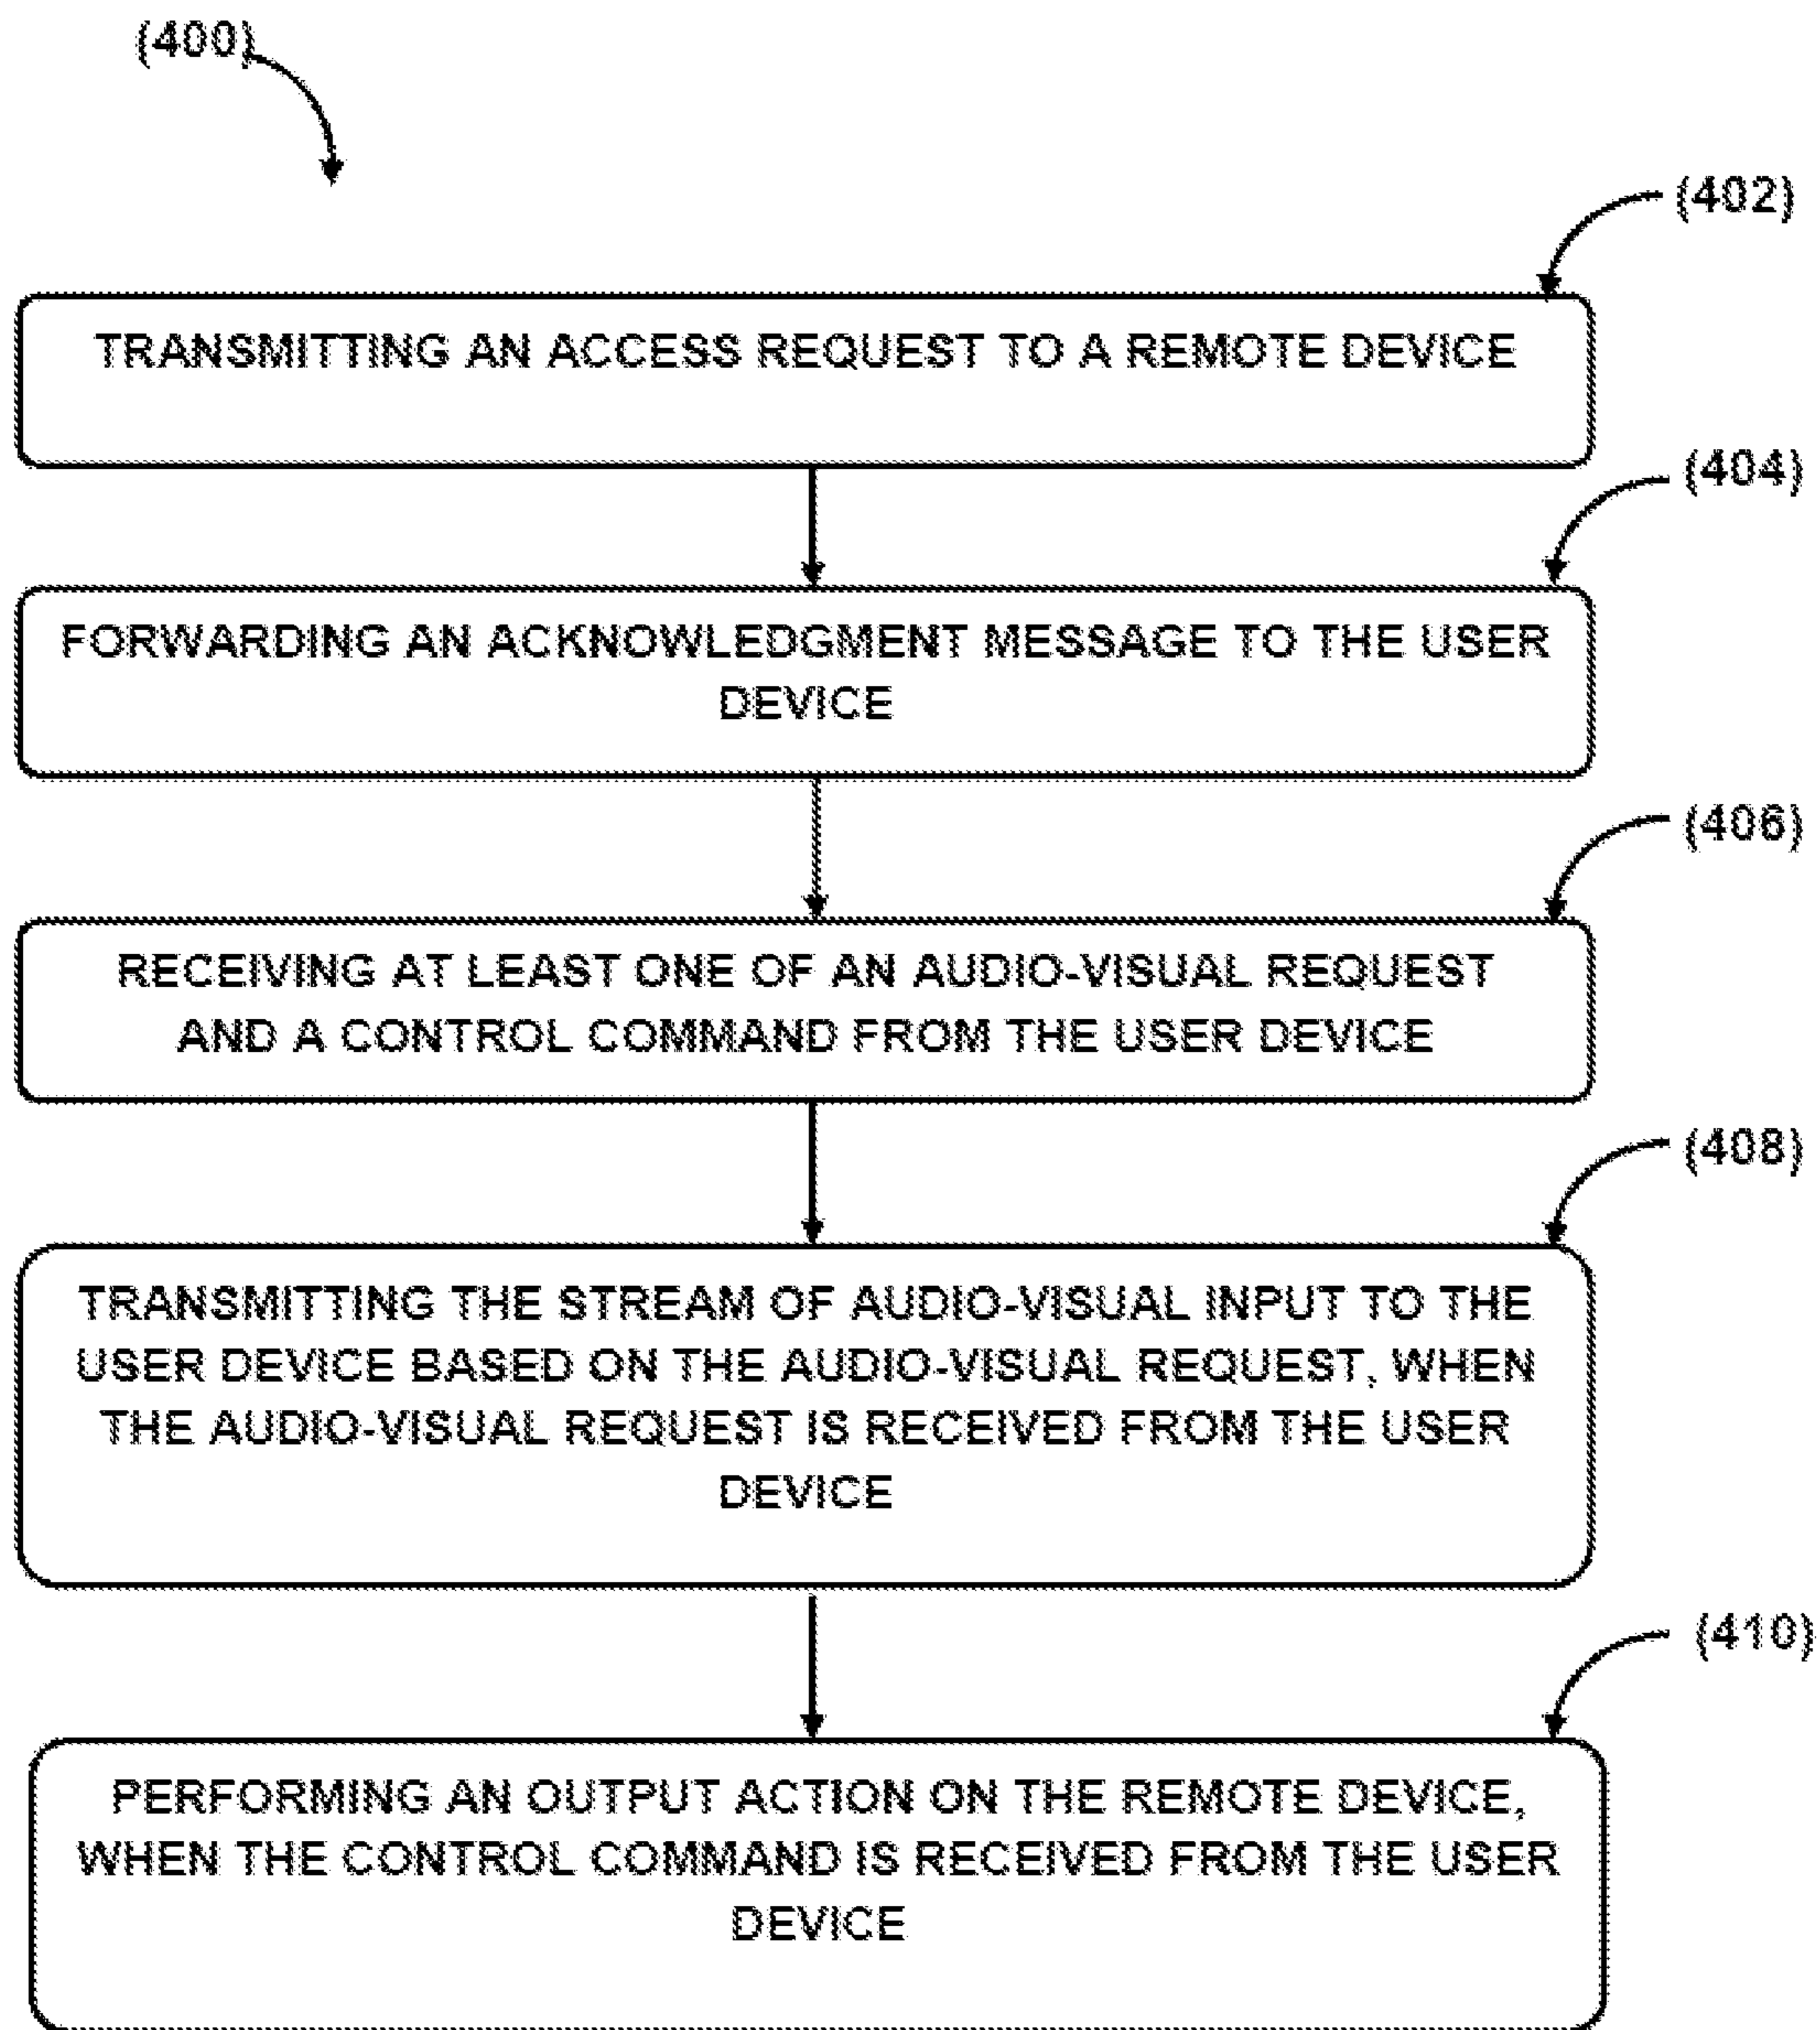 (400)
(402)
TRANSMITTING AN ACCESS REQUEST TO A REMOTE DEVICE
(404)
FORWARDING AN ACKNOWLEDGMENT MESSAGE TO THE USER
DEVICE
(406)
RECEIVING AT LEAST ONE OF AN AUDIO-VISUAL REQUEST
AND A CONTROL COMMAND FROM THE USER DEVICE
(408)
TRANSMITTING THE STREAM OF AUDIO-VISUAL INPUT TO THE
USER DEVICE BASED ON THE AUDIO-VISUAL REQUEST, WHEN
THE AUDIO-VISUAL REQUEST IS RECEIVED FROM THE USER
DEVICE
(410)
PERFORMING AN OUTPUT ACTION ON THE REMOTE DEVICE,
WHEN THE CONTROL COMMAND IS RECEIVED FROM THE USER
DEVICE